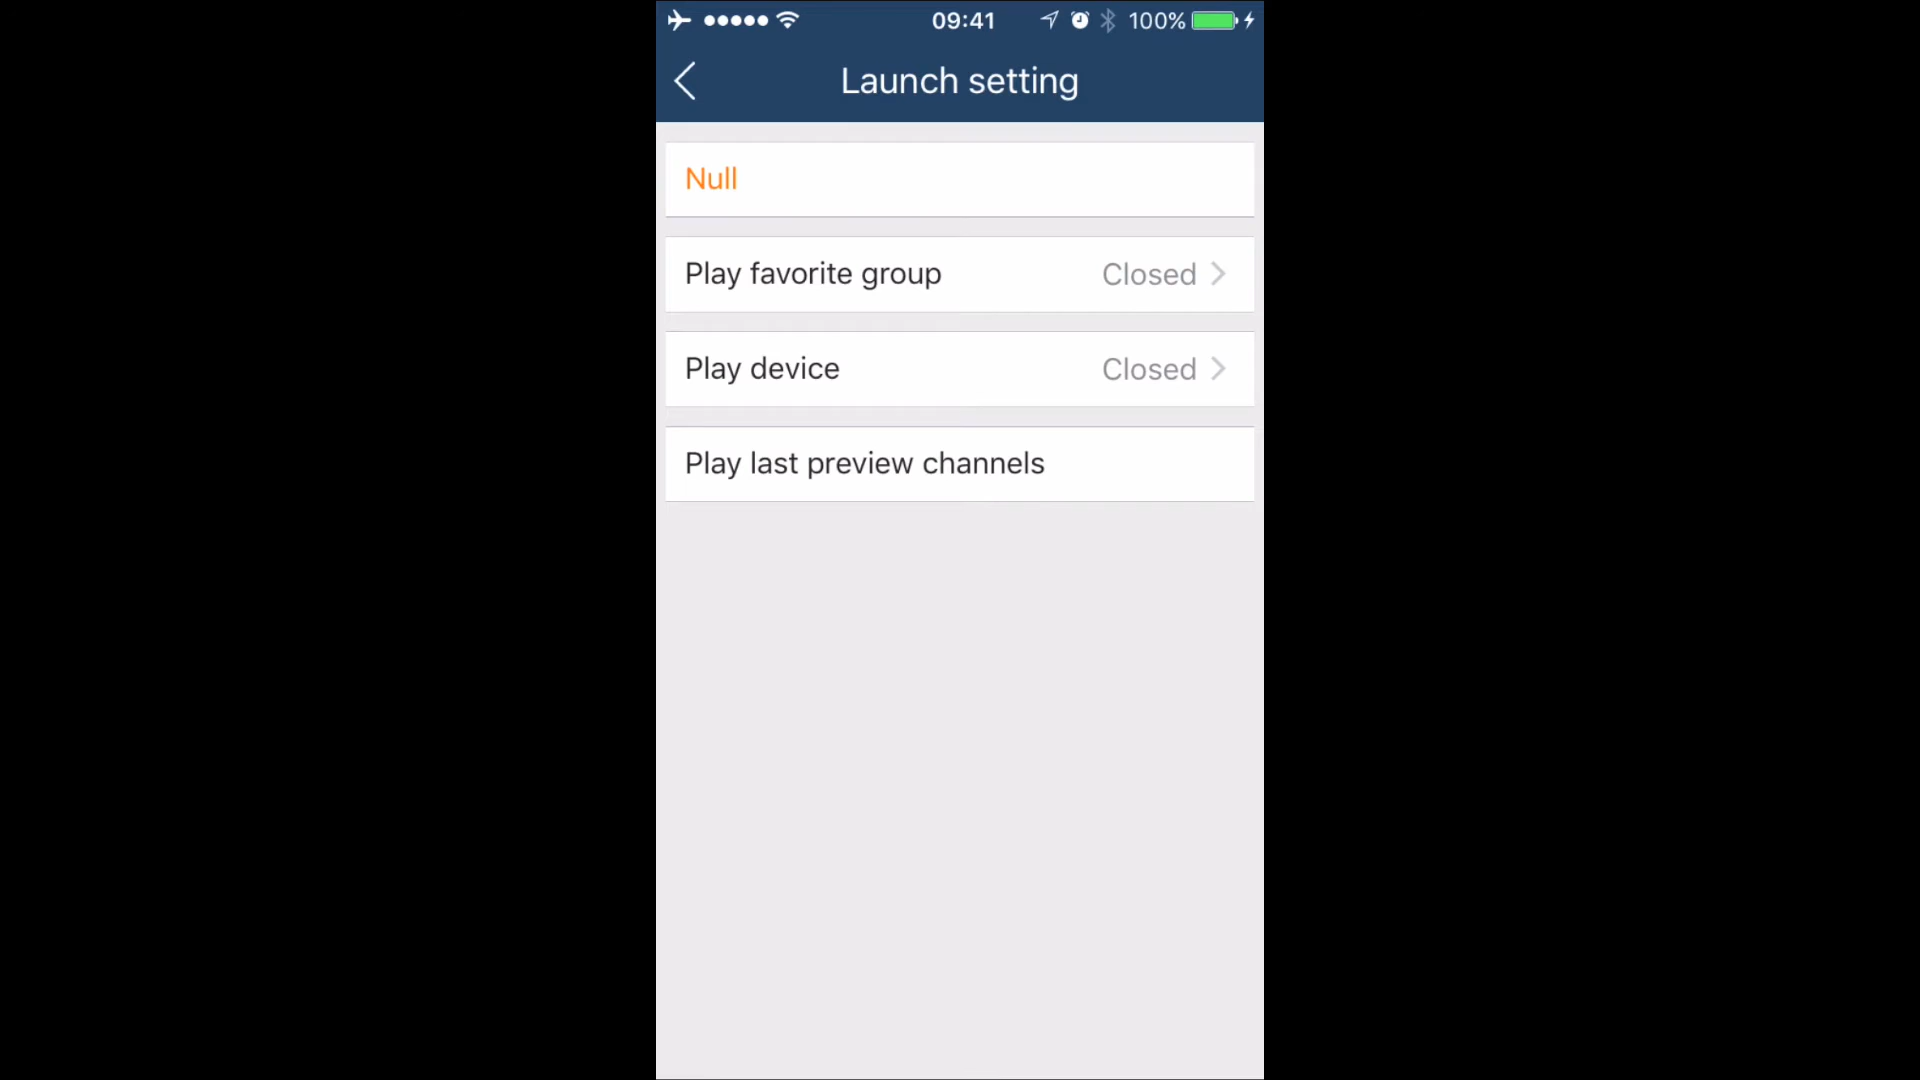 09:41
100%
Launch setting
Null
Play favorite group
Closed
Play device
Closed
Play last preview channels